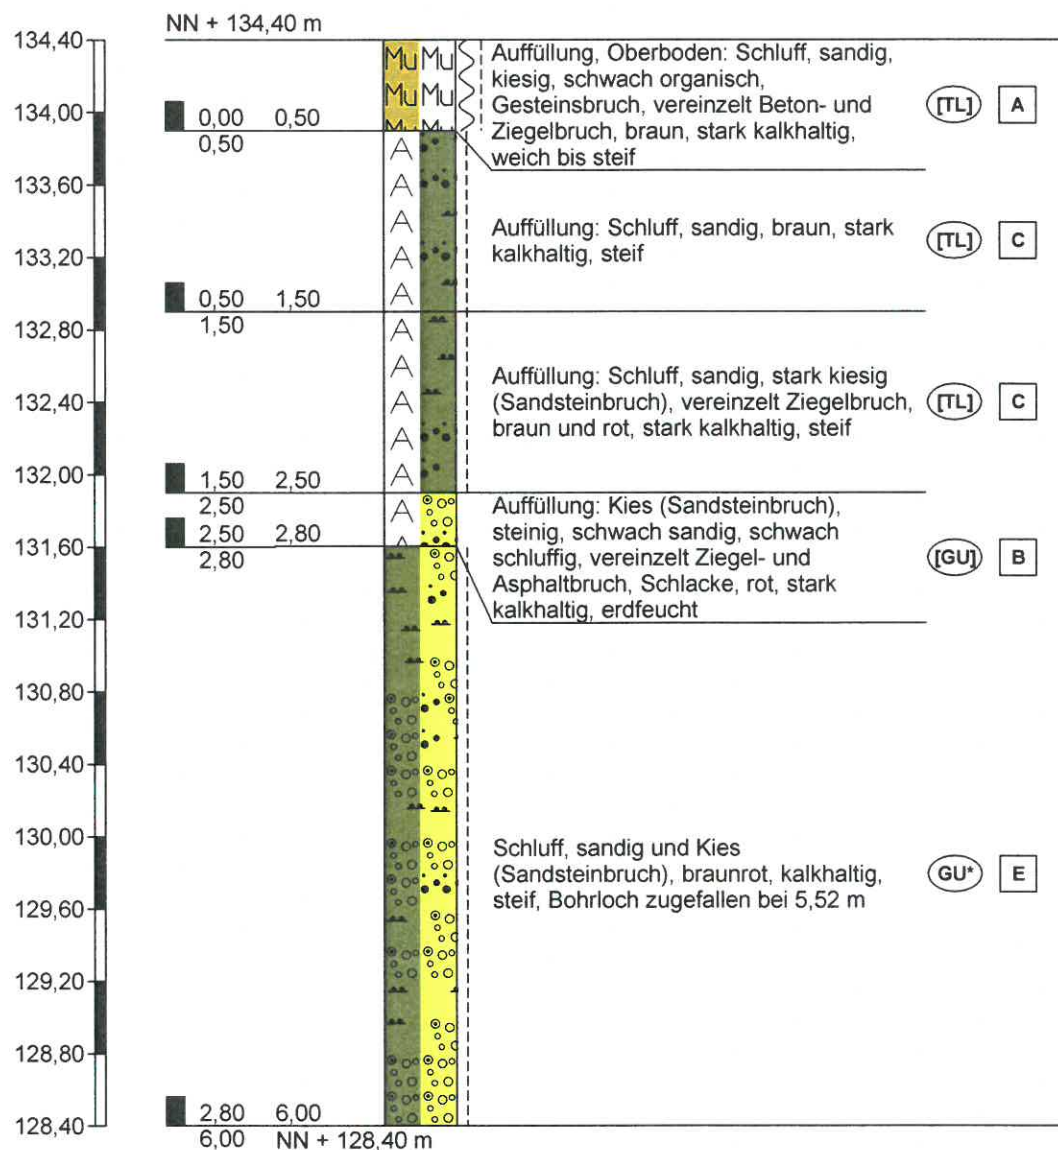 NN + 134,40 m
134,40
134,00
133,60
133,20
132,80
132,40
132,00
131,60
131,20
130,80
130,40
130,00
129,60
129,20
128,80
128,40
Mu Mu
Mu Mu
Mu Mu
0,00 0,50
0,50
Auffüllung, Oberboden: Schluff, sandig,
kiesig, schwach organisch,
Gesteinsbruch, vereinzelt Beton- und
Ziegelbruch, braun, stark kalkhaltig,
weich bis steif
[TL] A
A
A
A
A
A
0,50 1,50
1,50
Auffüllung: Schluff, sandig, braun, stark
kalkhaltig, steif
[TL] C
A
A
A
A
A
1,50 2,50
2,50
Auffüllung: Schluff, sandig, stark kiesig
(Sandsteinbruch), vereinzelt Ziegelbruch,
braun und rot, stark kalkhaltig, steif
[TL] C
A
A
2,50 2,80
2,80
Auffüllung: Kies (Sandsteinbruch),
steinig, schwach sandig, schwach
schluffig, vereinzelt Ziegel- und
Asphaltbruch, Schlacke, rot, stark
kalkhaltig, erdfeucht
[GU] B
Schluff, sandig und Kies
(Sandsteinbruch), braunrot, kalkhaltig,
steif, Bohrloch zugefallen bei 5,52 m
GU* E
2,80 6,00
6,00 NN + 128,40 m